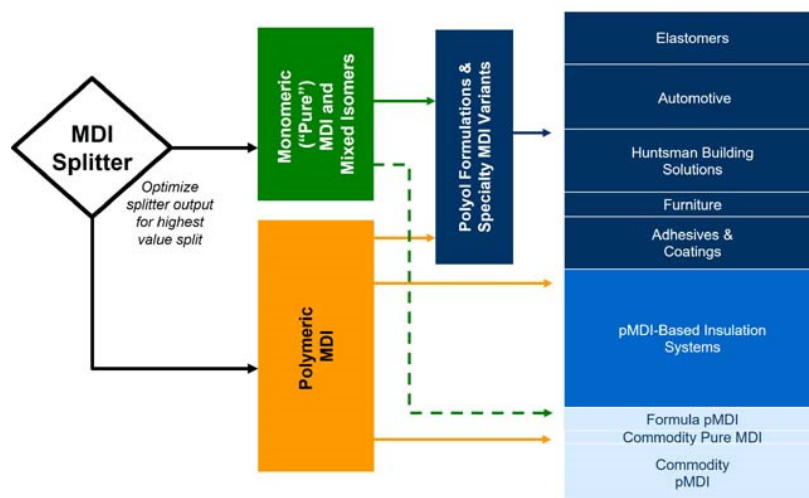 MDI
Splitter
Optimize
splitter output
for highest
value split
Monomeric
("Pure")
MDI and
Mixed Isomers
Polymeric
MDI
Polyol Formulations &
Specialty MDI Variants
Elastomers
Automotive
Huntsman Building
Solutions
Furniture
Adhesives &
Coatings
pMDI-Based Insulation
Systems
Formula pMDI
Commodity Pure MDI
Commodity
pMDI